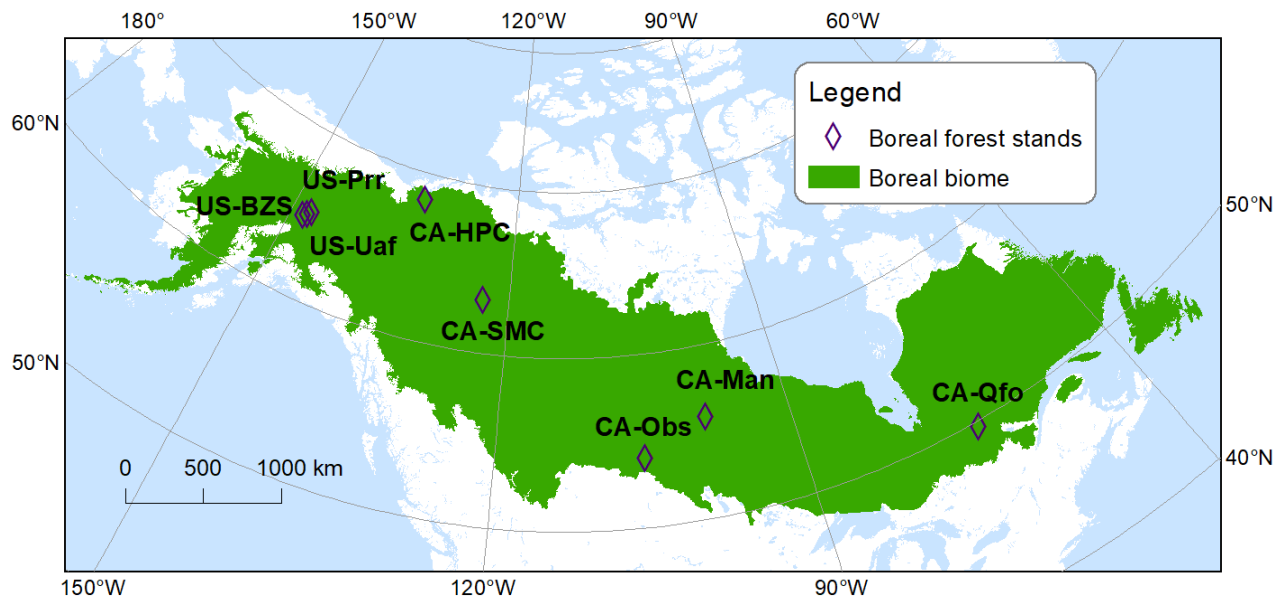 180°
150°W
120°W
90°W
60°W
Legend
Boreal forest stands
Boreal biome
60°N
50°N
US-Prr
US-BZS
CA-HPC
US-Uaf
CA-SMC
50°N
CA-Man
CA-Qfo
CA-Obs
0 500 1000 km
40°N
150°W
120°W
90°W